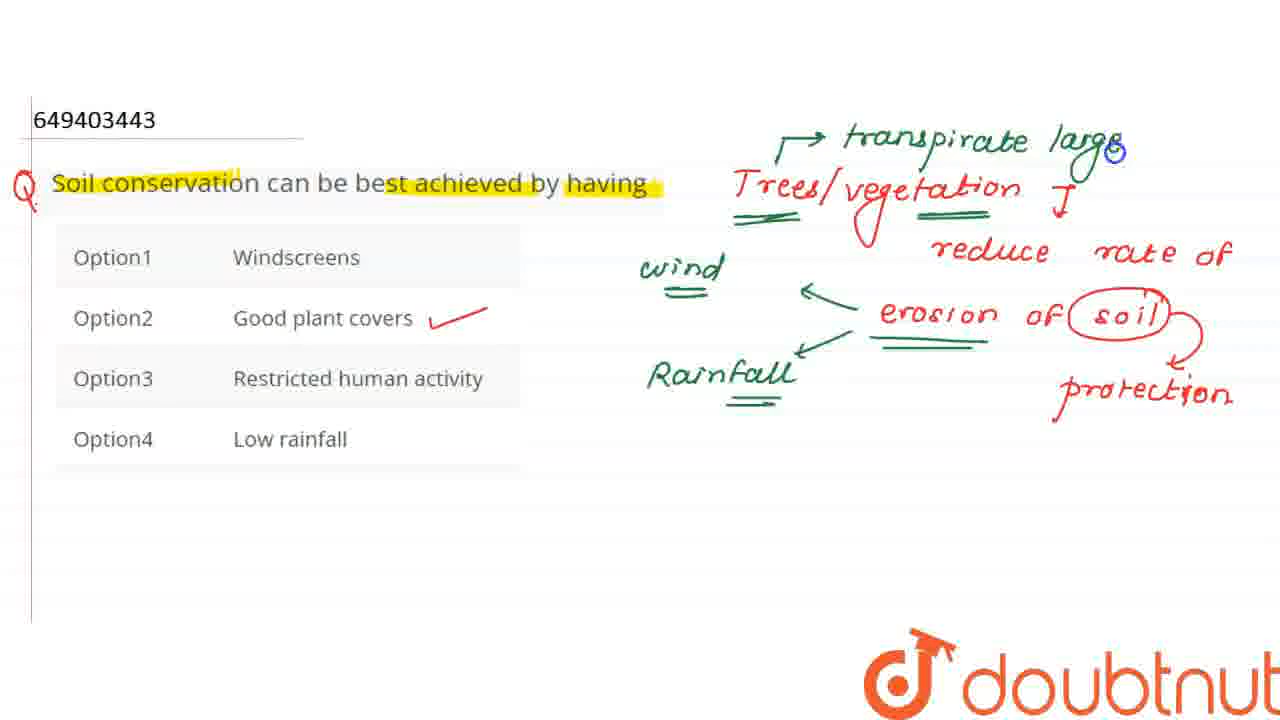 649403443
Q. Soil conservation can be best achieved by having
Option1 Windscreens
Option2 Good plant covers
Option3 Restricted human activity
Option4 Low rainfall
transpirate large
Trees/vegetation
reduce rate of
wind
erosion of soil
Rainfall
protection
doubtnut